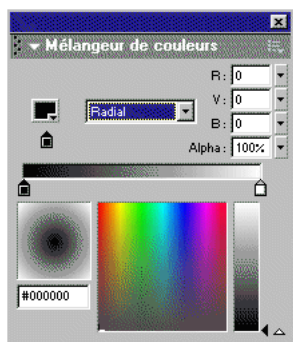 Mélangeur de couleurs
R: 0
Radial
V: 0
B: 0
Alpha: 100%
#000000